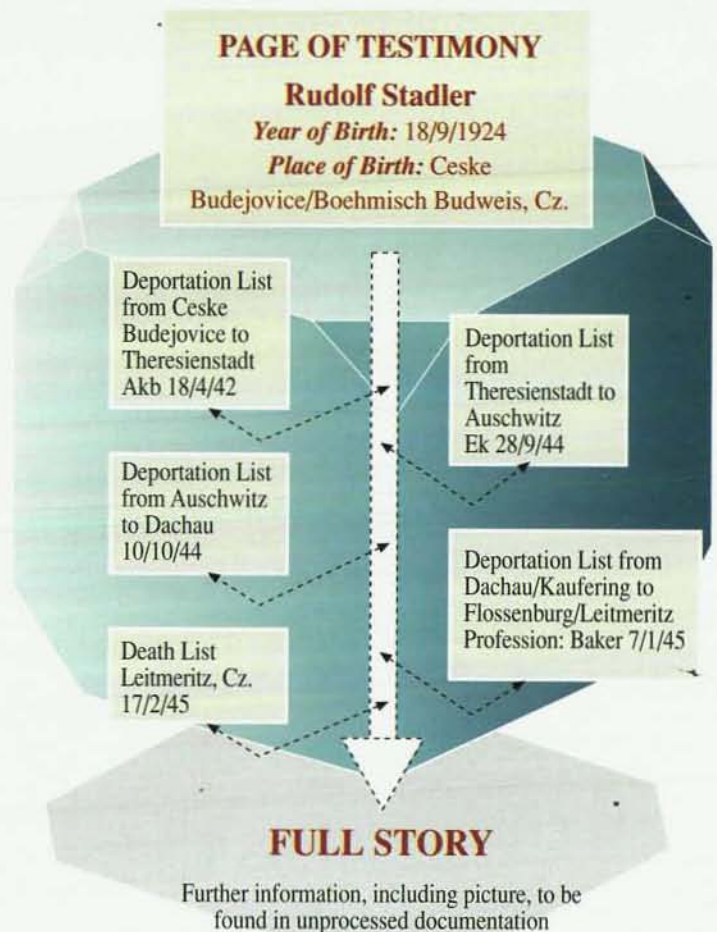 PAGE OF TESTIMONY
Rudolf Stadler
Year of Birth: 18/9/1924
Place of Birth: Ceske
Budejovice/Boehmisch Budweis, Cz.
Deportation List
from Ceske
Budejovice to
Theresienstadt
Akb 18/4/42
Deportation List
from
Theresienstadt to
Auschwitz
Ek 28/9/44
Deportation List
from Auschwitz
to Dachau
10/10/44
Deportation List from
Dachau/Kaufering to
Flossenburg/Leitmeritz
Profession: Baker 7/1/45
Death List
Leitmeritz, Cz.
17/2/45
FULL STORY
Further information, including picture, to be
found in unprocessed documentation